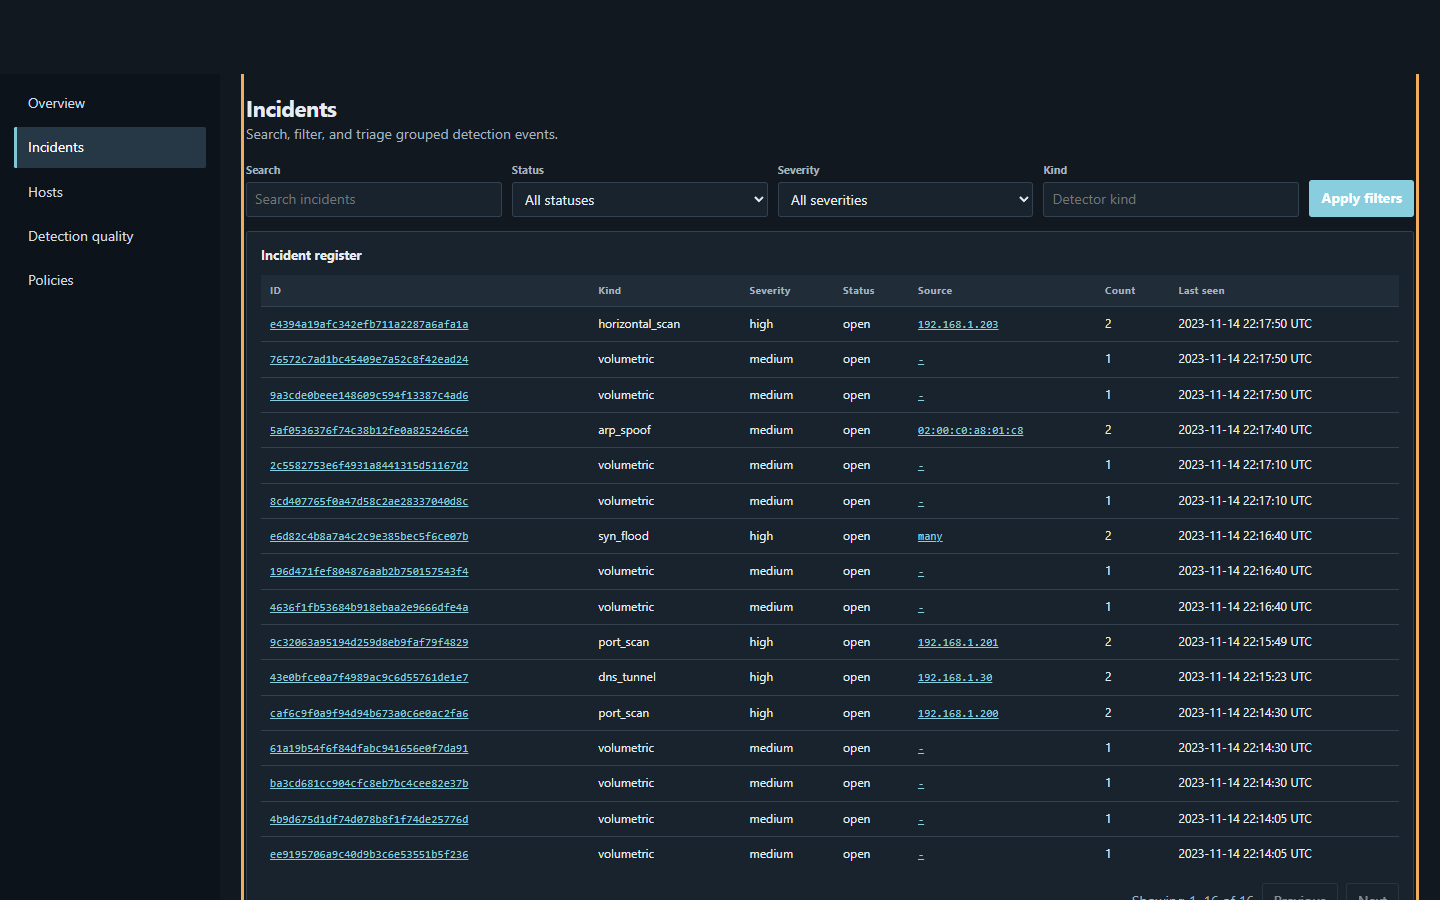 Overview
Incidents
Hosts
Detection quality
Policies
Incidents
Search, filter, and triage grouped detection events.
Search Status Severity Kind
Search incidents All statuses All severities Detector kind Apply filters
Incident register
ID Kind Severity Status Source Count Last seen
e4394a19afc342efb711a2287a6afa1a horizontal_scan high open 192.168.1.203 2 2023-11-14 22:17:50 UTC
76572c7ad1bc45409e7a52c8f42ead24 volumetric medium open - 1 2023-11-14 22:17:50 UTC
9a3cde0beee148609c594f13387c4ad6 volumetric medium open - 1 2023-11-14 22:17:50 UTC
5af0536376f74c38b12fe0a825246c64 arp_spoof medium open 02:00:c0:a8:01:c8 2 2023-11-14 22:17:40 UTC
2c5582753e6f4931a8441315d51167d2 volumetric medium open - 1 2023-11-14 22:17:10 UTC
8cd407765f0a47d58c2ae28337040d8c volumetric medium open - 1 2023-11-14 22:17:10 UTC
e6d82c4b8a7a4c2c9e385bec5f6ce07b syn_flood high open many 2 2023-11-14 22:16:40 UTC
196d471fef804876aab2b750157543f4 volumetric medium open - 1 2023-11-14 22:16:40 UTC
4636f1fb53684b918ebaa2e9666dfe4a volumetric medium open - 1 2023-11-14 22:16:40 UTC
9c32063a95194d259d8eb9faf79f4829 port_scan high open 192.168.1.201 2 2023-11-14 22:15:49 UTC
43e0bfce0a7f4989ac9c6d55761de1e7 dns_tunnel high open 192.168.1.30 2 2023-11-14 22:15:23 UTC
caf6c9f0a9f94d94b673a0c6e0ac2fa6 port_scan high open 192.168.1.200 2 2023-11-14 22:14:30 UTC
61a19b54f6f84dfabc941656e0f7da91 volumetric medium open - 1 2023-11-14 22:14:30 UTC
ba3cd681cc904cfc8eb7bc4cee82e37b volumetric medium open - 1 2023-11-14 22:14:30 UTC
4b9d675d1df74d078b8f1f74de25776d volumetric medium open - 1 2023-11-14 22:14:05 UTC
ee9195706a9c40d9b3c6e53551b5f236 volumetric medium open - 1 2023-11-14 22:14:05 UTC
Showing 1-16 of 16 Previous Next